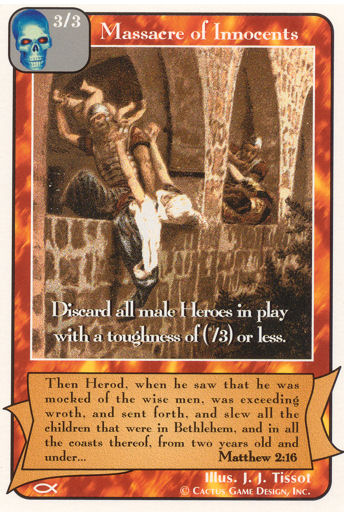 3/3
Massacre of Innocents
Discard all male Heroes in play
with a toughness of (*/3) or less.
Then Herod, when he saw that he was
mocked of the wise men, was exceeding
wroth, and sent forth, and slew all the
children that were in Bethlehem, and in all
the coasts thereof, from two years old and
under... Matthew 2:16
Illus. J. J. Tissot
© Cactus Game Design, Inc.